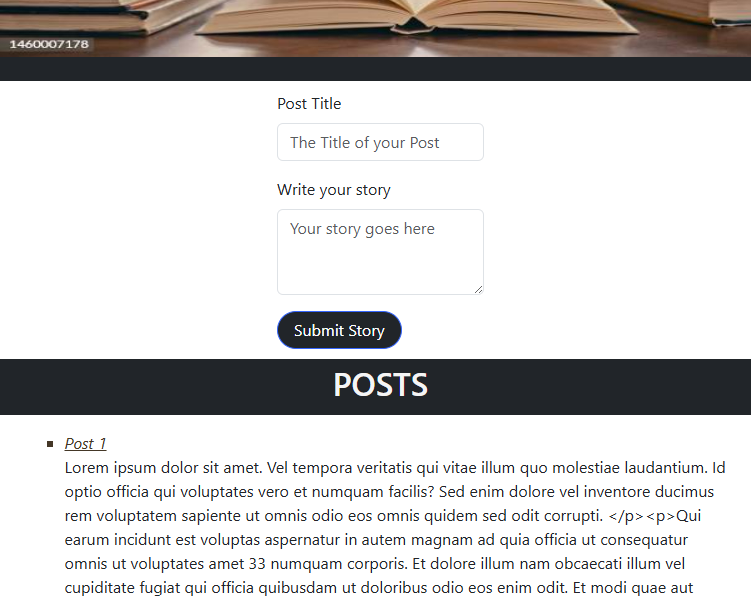 1460007178
Post Title
The Title of your Post
Write your story
Your story goes here
Submit Story
POSTS
Post 1
Lorem ipsum dolor sit amet. Vel tempora veritatis qui vitae illum quo molestiae laudantium. Id
optio officia qui voluptates vero et numquam facilis? Sed enim dolore vel inventore ducimus
rem voluptatem sapiente ut omnis odio eos omnis quidem sed odit corrupti. </p><p>Qui
earum incidunt est voluptas aspernatur in autem magnam ad quia officia ut consequatur
omnis ut voluptates amet 33 numquam corporis. Et dolore illum nam obcaecati illum vel
cupiditate fugiat qui officia quibusdam ut doloribus odio eos enim odit. Et modi quae aut